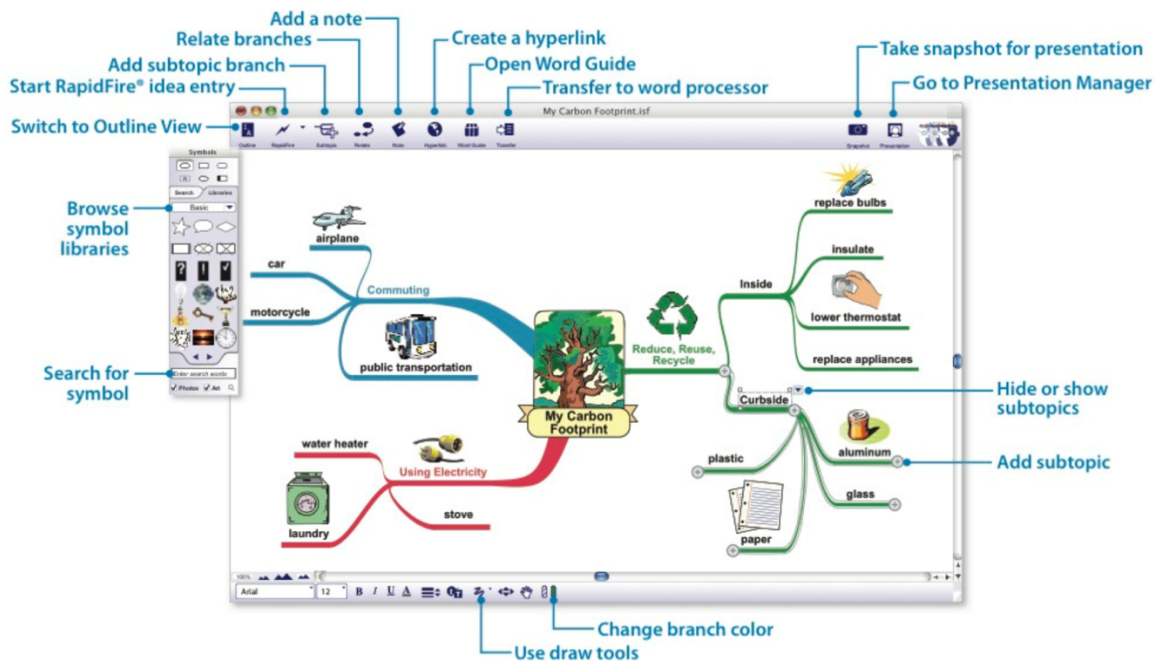 Add a note
Relate branches
Create a hyperlink
Take snapshot for presentation
Add subtopic branch
Open Word Guide
Start RapidFire® idea entry
Transfer to word processor
Go to Presentation Manager
My Carbon Footprint.isf
Switch to Outline View
Outline
RapidFire
Subtopic
Relate
Note
Hyperlink
Word Guide
Transfer
Snapshot
Presentation
Symbols
Search
Libraries
Basic
Browse
symbol
libraries
Search for
symbol
Enter search words
Photos
Art
airplane
car
Commuting
motorcycle
public transportation
My Carbon
Footprint
water heater
Using Electricity
stove
laundry
Reduce, Reuse,
Recycle
replace bulbs
insulate
Inside
lower thermostat
replace appliances
Curbside
Hide or show
subtopics
aluminum
Add subtopic
plastic
glass
paper
100%
Arial
12
B I U A
Change branch color
Use draw tools